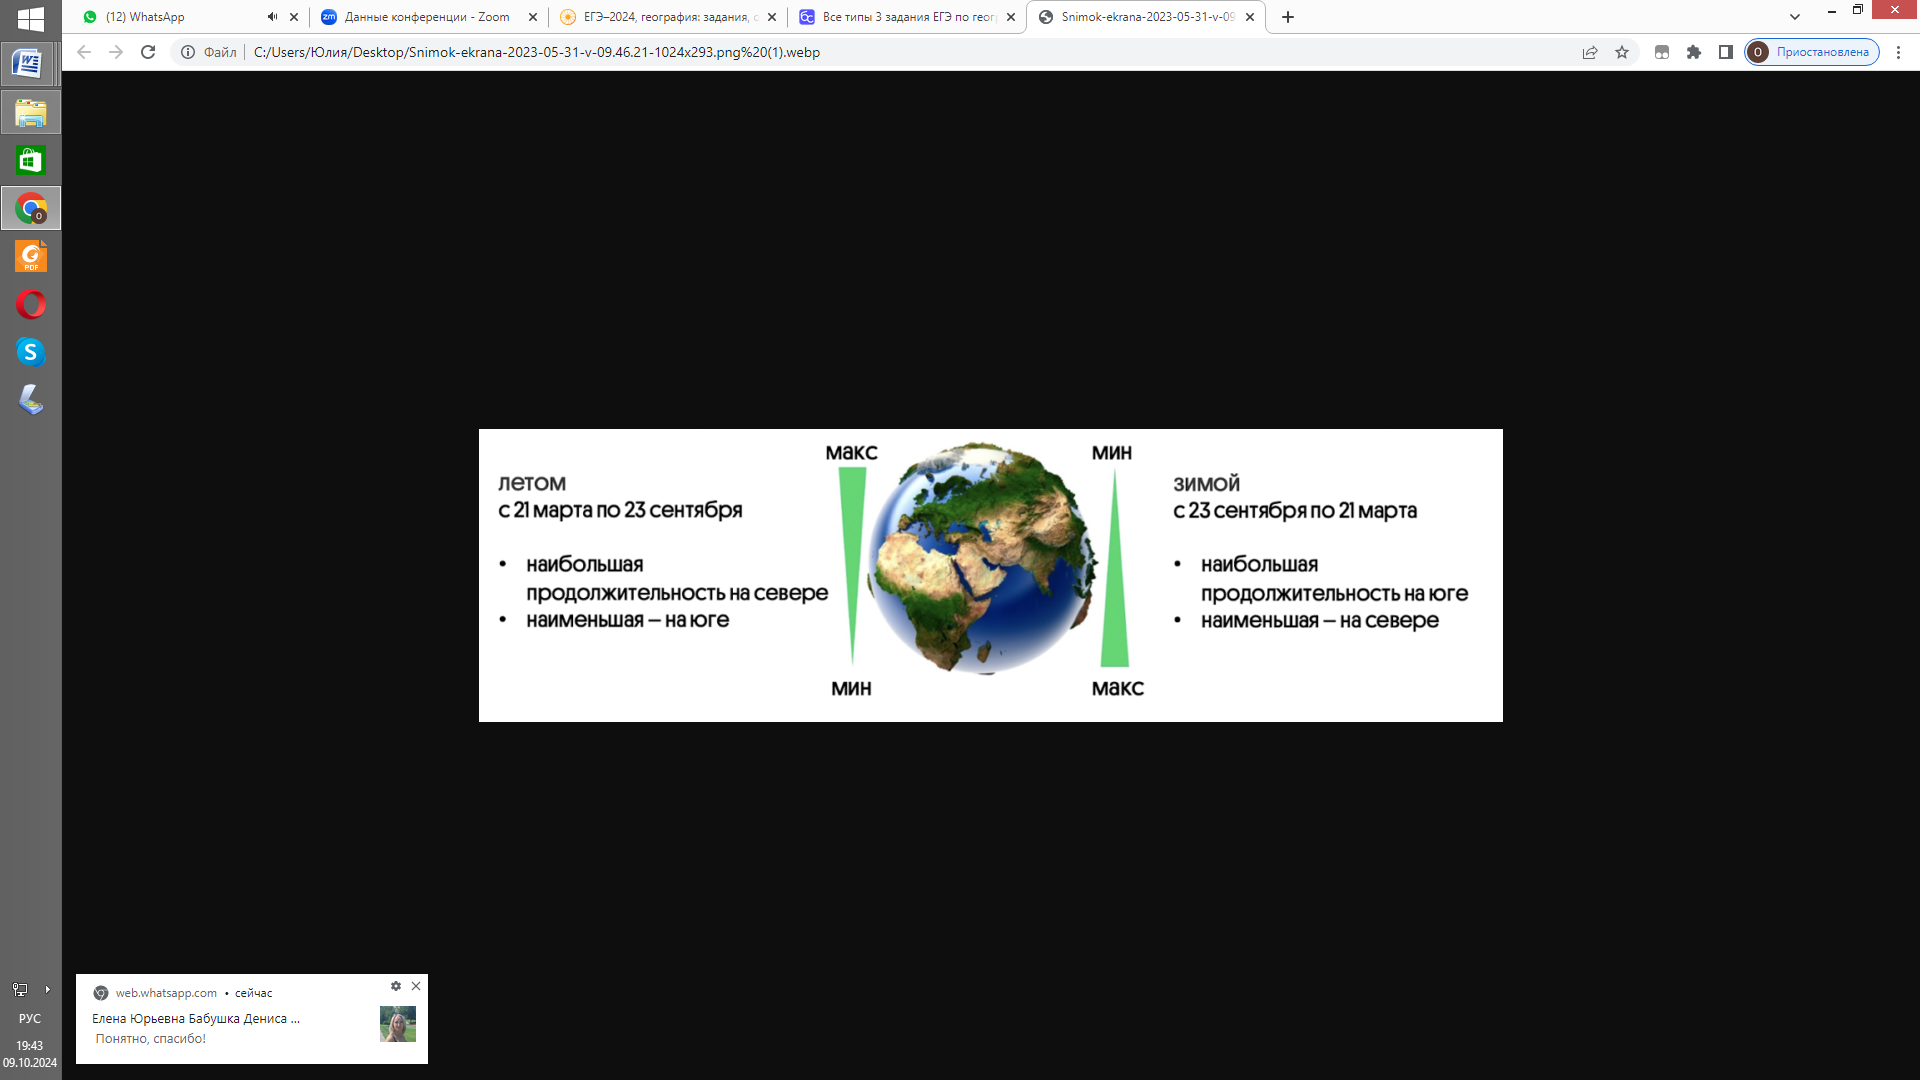 (12) WhatsApp
Данные конференции - Zoom
ЕГЭ–2024, география: задания,
Все типы 3 задания ЕГЭ по геог
Snimok-ekrana-2023-05-31-v-09
Файл
C:/Users/Юлия/Desktop/Snimok-ekrana-2023-05-31-v-09.46.21-1024x293.png%20(1).webp
О
Приостановлена
PDF
макс
мин
летом
с 21 марта по 23 сентября
• наибольшая
продолжительность на севере
• наименьшая – на юге
мин
зимой
с 23 сентября по 21 марта
• наибольшая
продолжительность на юге
• наименьшая – на севере
макс
web.whatsapp.com • сейчас
Елена Юрьевна Бабушка Дениса ...
Понятно, спасибо!
РУС
19:43
09.10.2024